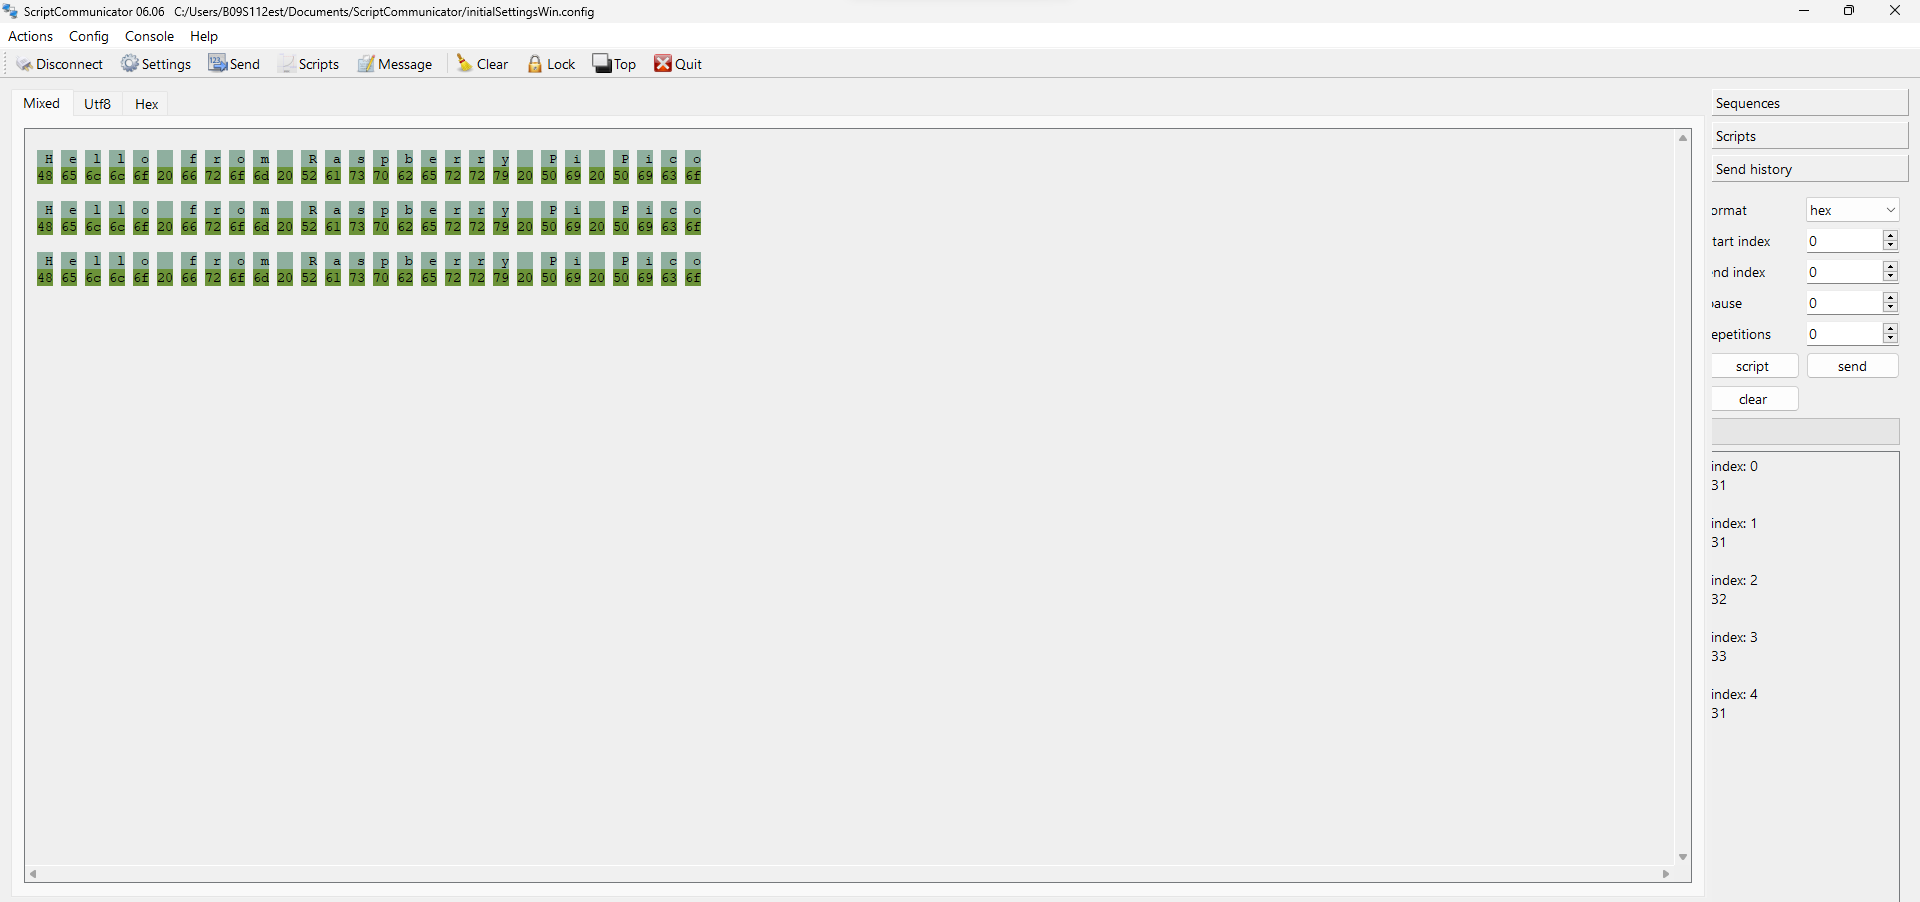 ScriptCommunicator 06.06 C:/Users/B09S112est/Documents/ScriptCommunicator/initialSettingsWin.config
Actions Config Console Help
Disconnect Settings Send Scripts Message Clear Lock Top Quit
Mixed Utf8 Hex
H e l l o f r o m R a s p b e r r y P i P i c o
48 65 6c 6c 6f 20 66 72 6f 6d 20 52 61 73 70 62 65 72 72 79 20 50 69 20 50 69 63 6f
H e l l o f r o m R a s p b e r r y P i P i c o
48 65 6c 6c 6f 20 66 72 6f 6d 20 52 61 73 70 62 65 72 72 79 20 50 69 20 50 69 63 6f
H e l l o f r o m R a s p b e r r y P i P i c o
48 65 6c 6c 6f 20 66 72 6f 6d 20 52 61 73 70 62 65 72 72 79 20 50 69 20 50 69 63 6f
Sequences
Scripts
Send history
ormat hex
tart index 0
nd index 0
ause 0
epetitions 0
script send
clear
index: 0
31
index: 1
31
index: 2
32
index: 3
33
index: 4
31